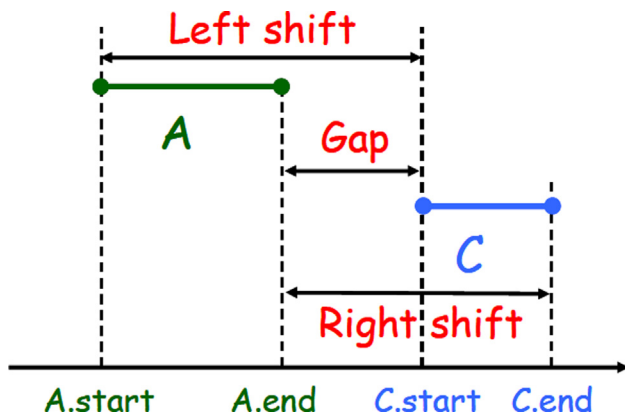 Left shift
A
Gap
C
Right shift
A.start A.end C.start C.end